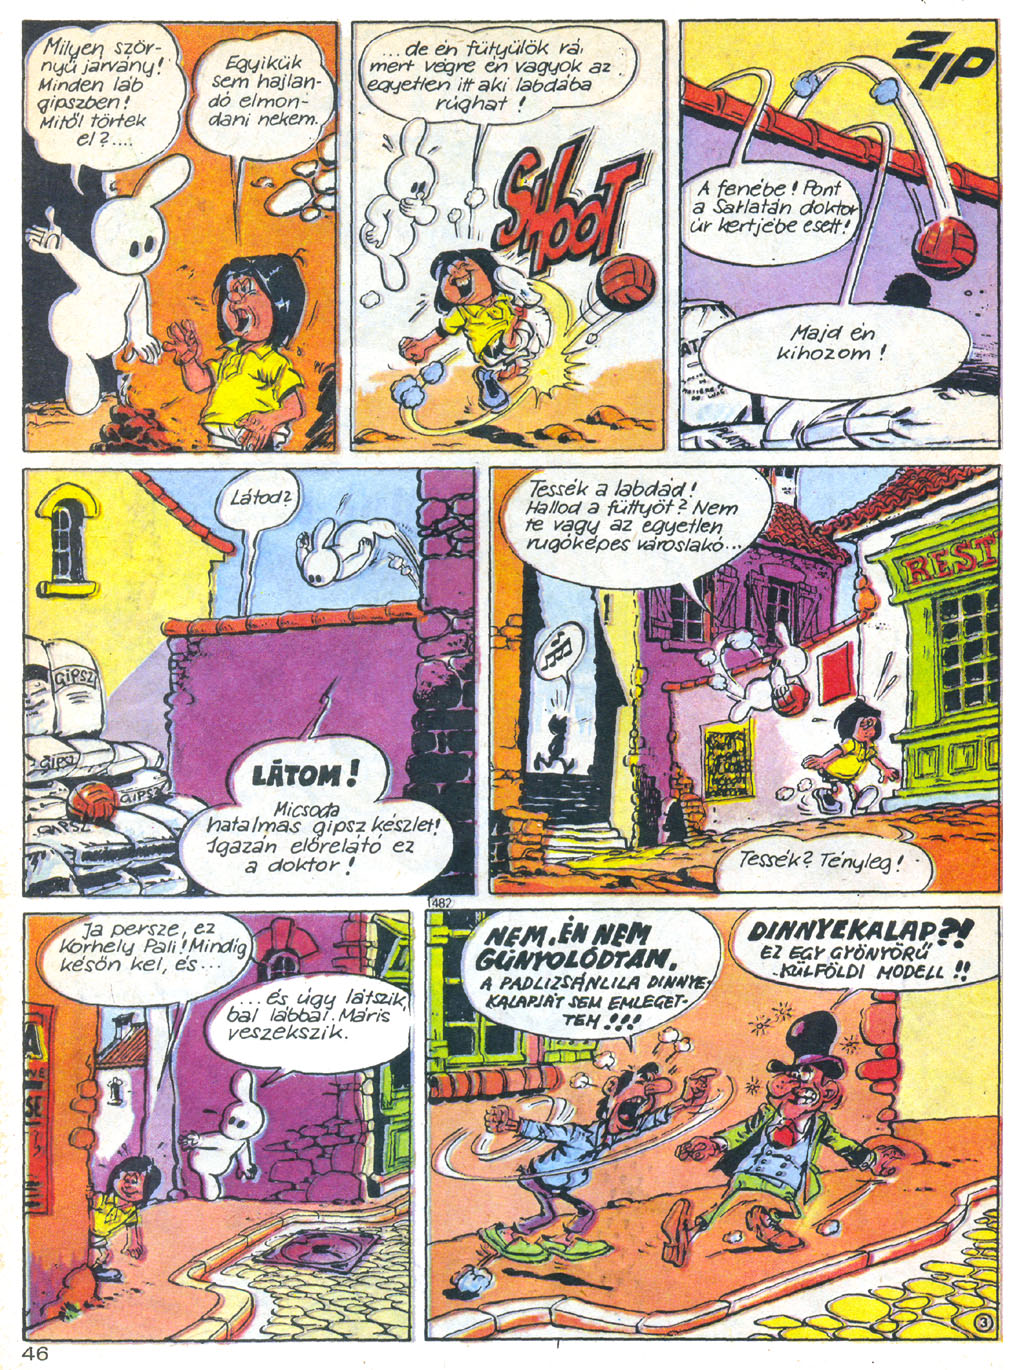 Milyen ször-
nyű járvány!
Minden láb
gipszben!
Mitől törtek
el?....
Egyikük
sem hajlan-
dó elmon-
dani nekem.
...de én fütyülök rá,
mert végre én vagyok az
egyetlen itt aki labdába
rúghat!
SHOOT
ZIP
A fenébe! Pont
a Sarlatán doktor
úr kertjébe esett!
Majd én
kihozom!
Látod?
GIPSZ
GIPSZ
GIPSZ
GIPSZ
LÁTOM!
Micsoda
hatalmas gipsz készlet!
Igazán előrelátó ez
a doktor!
Tessék a labdád!
Hallod a füttyöt? Nem
te vagy az egyetlen
rugóképes városlakó...
REST
Tessék? Tényleg!
Ja persze, ez
Korhely Pali! Mindig
későn kel, és...
...és úgy látszik,
bal lábbal. Máris
veszekszik.
1482
NEM, ÉN NEM
GÚNYOLÓDTAM,
A PADLIZSÁNLILA DINNYE-
KALAPJÁT SEM EMLEGET-
TEM!!!
DINNYEKALAP?!
EZ EGY GYÖNYÖRŰ
KÜLFÖLDI MODELL!!
3
46